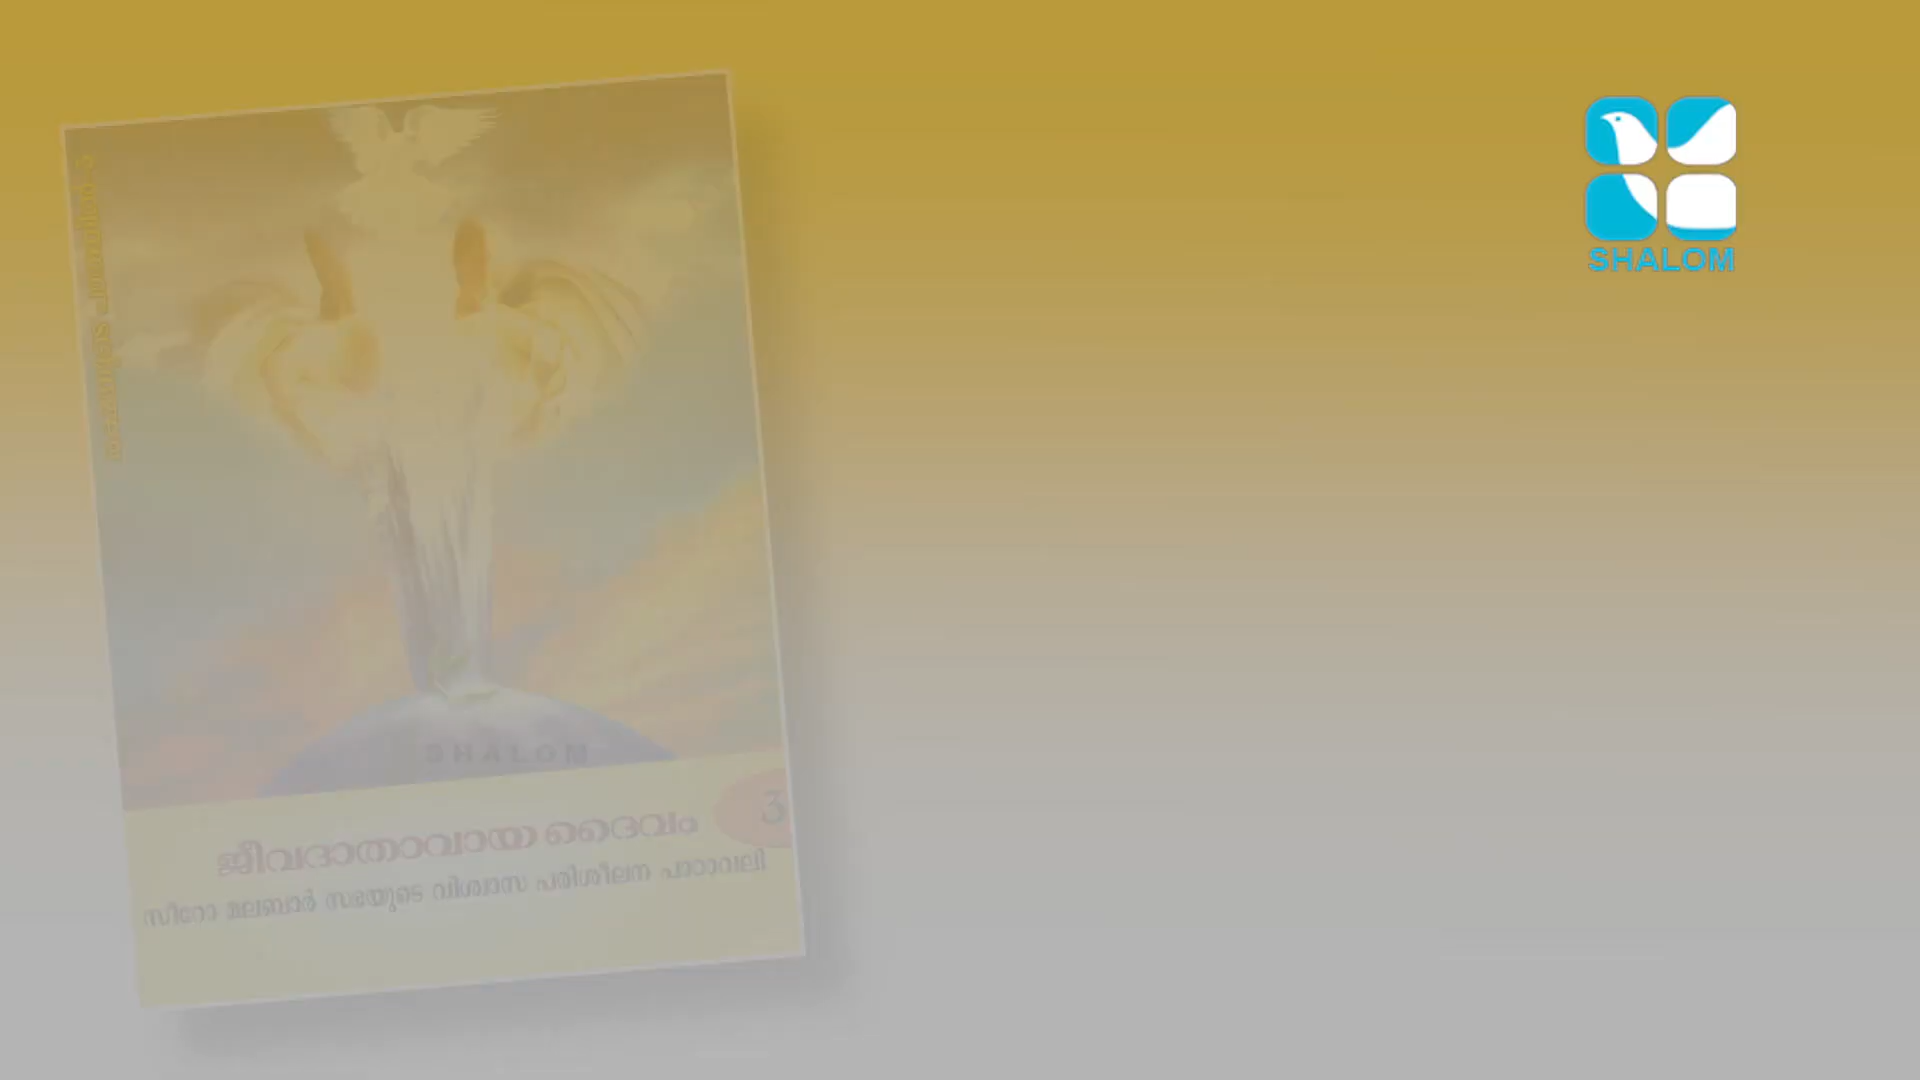 SHALOM
SHALOM
3
ജീവദാതാവായ ദൈവം
സീറോ മലബാർ സഭയുടെ വിശ്വാസ പരിശീലന പാഠാവലി